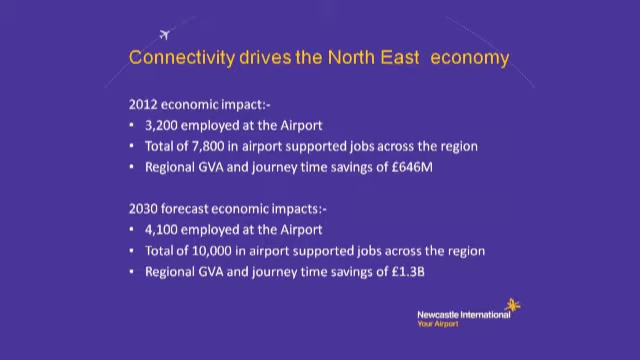 Connectivity drives the North East economy
2012 economic impact:-
• 3,200 employed at the Airport
• Total of 7,800 in airport supported jobs across the region
• Regional GVA and journey time savings of £646M
2030 forecast economic impacts:-
• 4,100 employed at the Airport
• Total of 10,000 in airport supported jobs across the region
• Regional GVA and journey time savings of £1.3B
Newcastle International
Your Airport